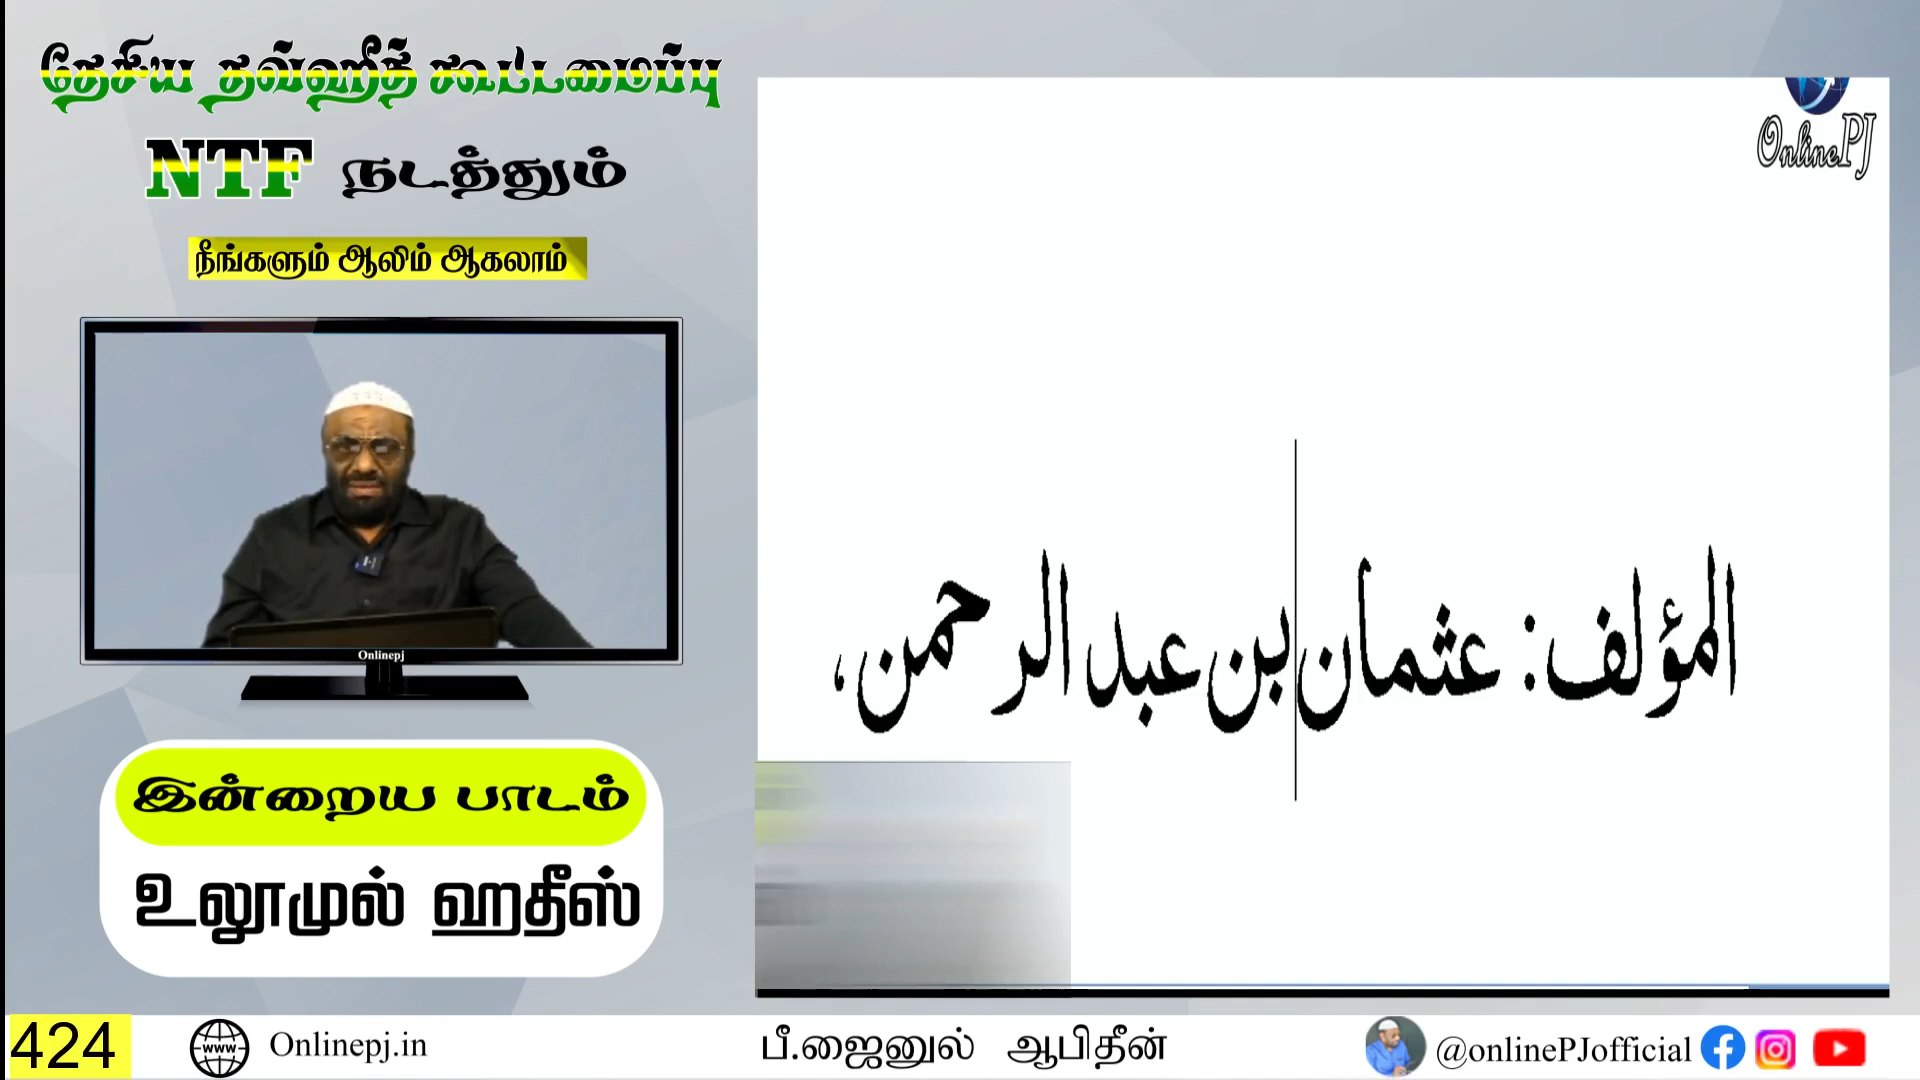 தேசிய தவ்ஹீத் கூட்டமைப்பு
NTF நடத்தும்
நீங்களும் ஆலிம் ஆகலாம்
Onlinepj
இன்றைய பாடம்
உலூமுல் ஹதீஸ்
OnlinePJ
المؤلف: عثمان بن عبد الرحمن،
424
www
Onlinepj.in
பீ.ஜைனுல் ஆபிதீன்
@onlinePJofficial